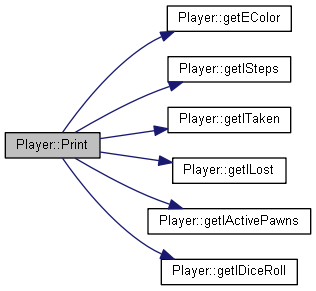 Player::getEColor
Player::getISteps
Player::getITaken
Player::Print
Player::getILost
Player::getIActivePawns
Player::getIDiceRoll